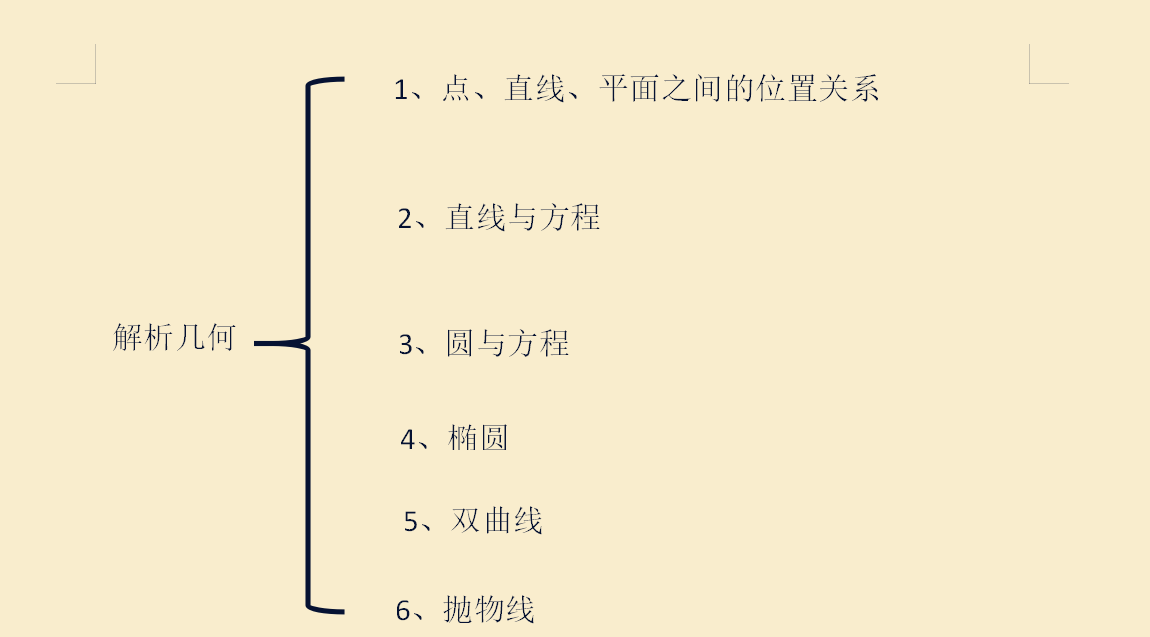 1、点、直线、平面之间的位置关系
2、直线与方程
解析几何
3、圆与方程
4、椭圆
5、双曲线
6、抛物线